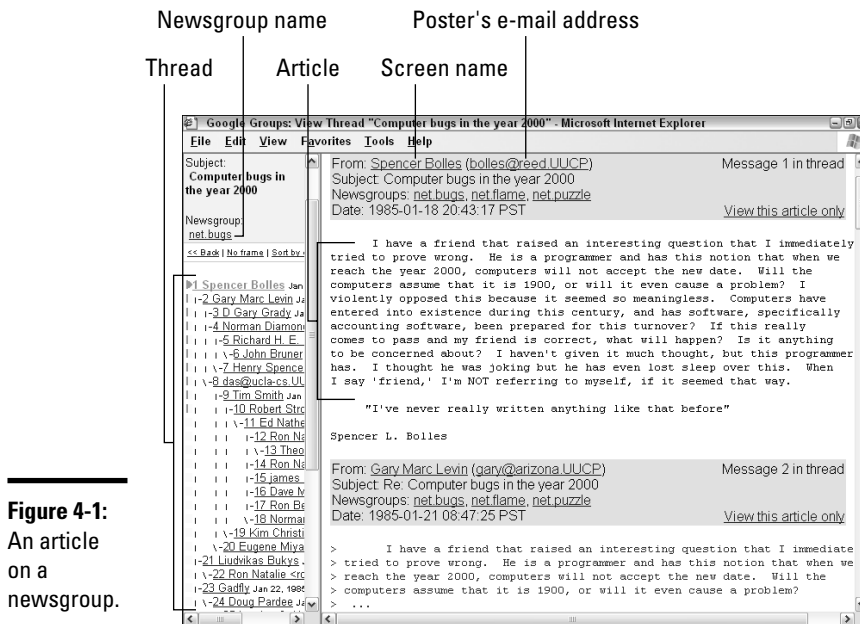 Newsgroup name
Poster's e-mail address
Thread
Article
Screen name
Google Groups: View Thread "Computer bugs in the year 2000" - Microsoft Internet Explorer
File Edit View Favorites Tools Help
Subject:
Computer bugs in
the year 2000
Newsgroup:
net.bugs
<< Back | No frame | Sort by
1 Spencer Bolles Jan
2 Gary Marc Levin
3 D Gary Grady
4 Norman
5 Richard H. E.
6 John Bruner
7 Henry
8 das@ucla-cs.UU
9 Tim Smith Jan
10 Robert
11 Ed
12 Ron
13
14 Ron
15 james
16 Dave
17 Ron
18
19 Kim
20 Eugene
21 Liudvikas Bukys
22 Ron Natalie
23 Gadfly Jan 22,
24 Doug Pardee
From: Spencer Bolles (bolles@reed.UUCP)
Message 1 in thread
Subject: Computer bugs in the year 2000
Newsgroups: net.bugs, net.flame, net.puzzle
Date: 1985-01-18 20:43:17 PST
View this article only
I have a friend that raised an interesting question that I immediately
tried to prove wrong. He is a programmer and has this notion that when we
reach the year 2000, computers will not accept the new date. Will the
computers assume that it is 1900, or will it even cause a problem? I
violently opposed this because it seemed so meaningless. Computers have
entered into existence during this century, and has software, specifically
accounting software, been prepared for this turnover? If this really
comes to pass and my friend is correct, what will happen? Is it anything
to be concerned about? I haven't given it much thought, but this programmer
has. I thought he was joking but he has even lost sleep over this. When
I say 'friend,' I'm NOT referring to myself, if it seemed that way.
"I've never really written anything like that before"
Spencer L. Bolles
From: Gary Marc Levin (gary@arizona.UUCP)
Message 2 in thread
Subject: Re: Computer bugs in the year 2000
Newsgroups: net.bugs, net.flame, net.puzzle
Date: 1985-01-21 08:47:25 PST
View this article only
> I have a friend that raised an interesting question that I immediate
> tried to prove wrong. He is a programmer and has this notion that when we
> reach the year 2000, computers will not accept the new date. Will the
> computers assume that it is 1900, or will it even cause a problem?
> ...
Figure 4-1:
An article
on a
newsgroup.